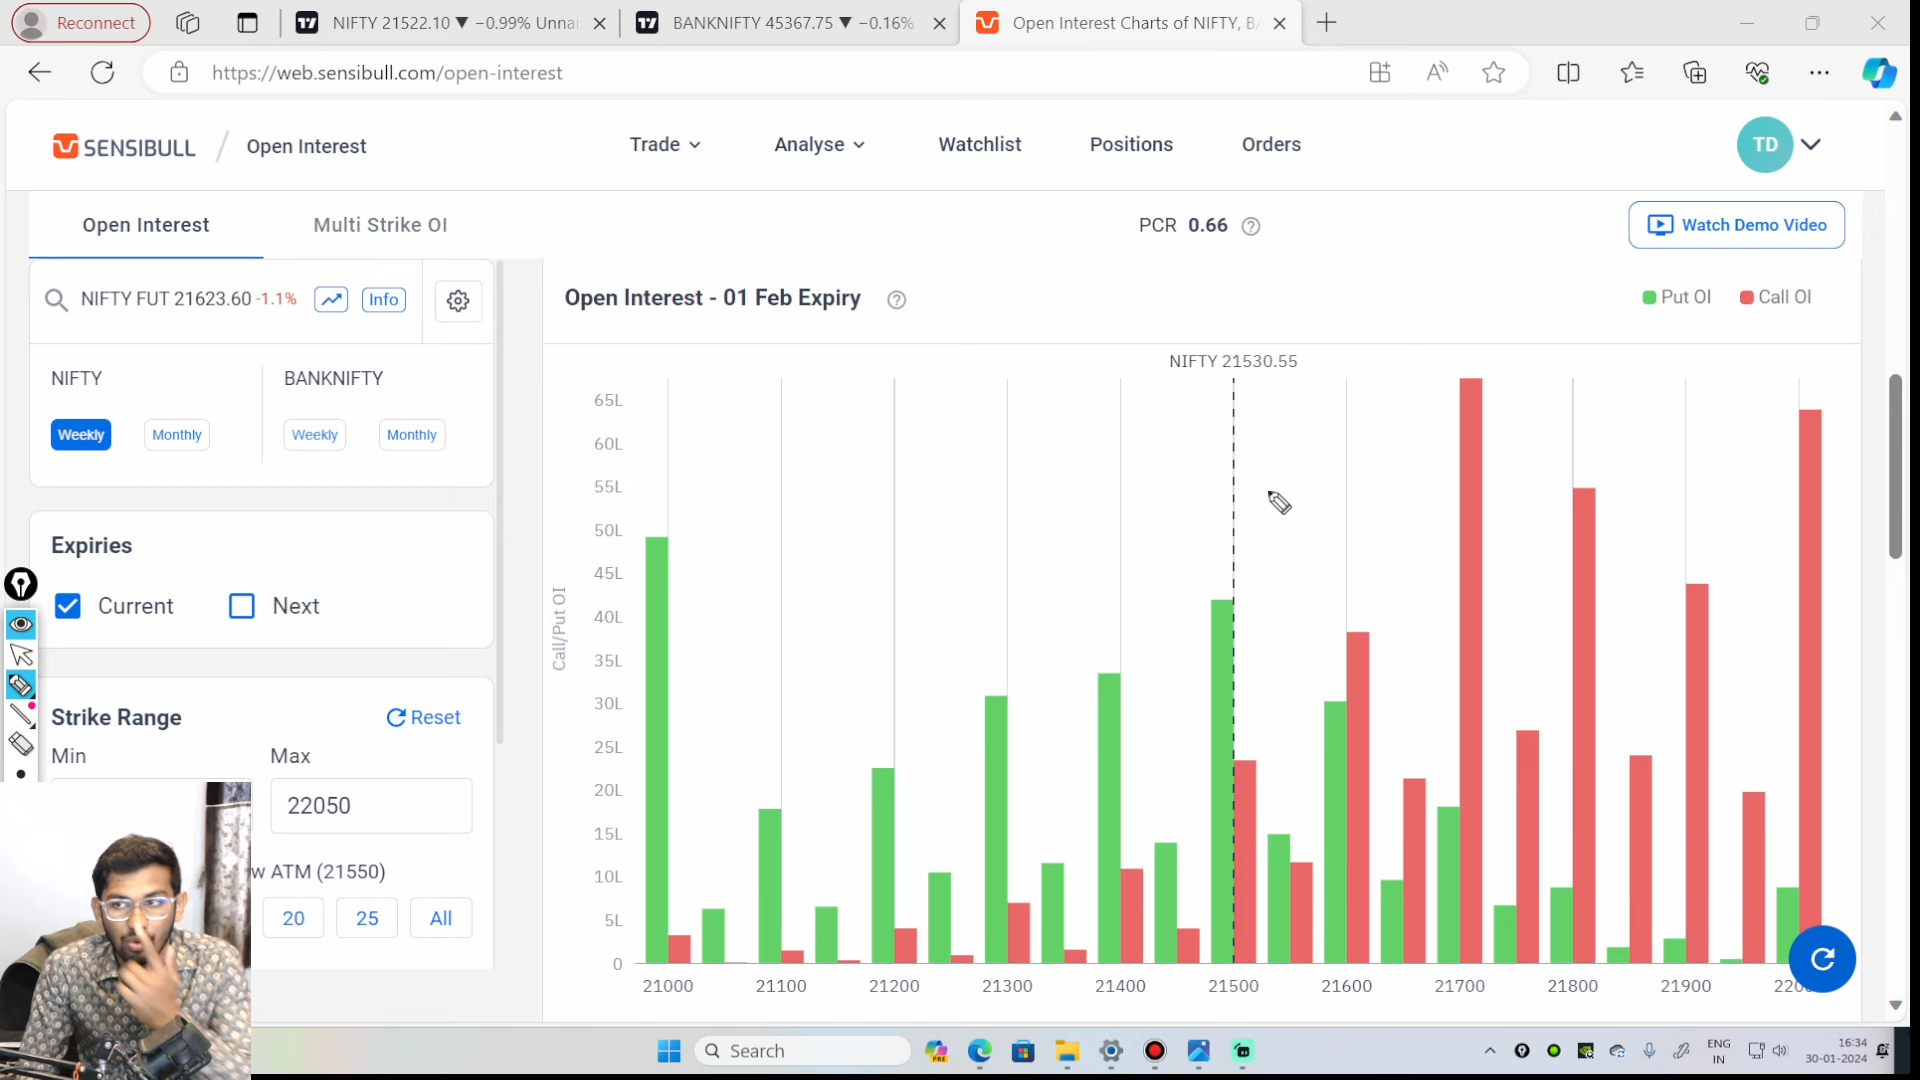 Reconnect
NIFTY 21522.10 ▼ −0.99% Unna
BANKNIFTY 45367.75 ▼ −0.16%
Open Interest Charts of NIFTY, BA
https://web.sensibull.com/open-interest
SENSIBULL / Open Interest
Trade
Analyse
Watchlist
Positions
Orders
TD
Open Interest
Multi Strike OI
PCR 0.66
Watch Demo Video
NIFTY FUT 21623.60 -1.1%
Info
NIFTY
BANKNIFTY
Weekly
Monthly
Weekly
Monthly
Expiries
Current
Next
Strike Range
Reset
Min
Max
22050
w ATM (21550)
20
25
All
Open Interest - 01 Feb Expiry
Put OI
Call OI
NIFTY 21530.55
Call/Put OI
65L
60L
55L
50L
45L
40L
35L
30L
25L
20L
15L
10L
5L
0
21000
21100
21200
21300
21400
21500
21600
21700
21800
21900
220
Search
PRE
ENG
IN
16:34
30-01-2024